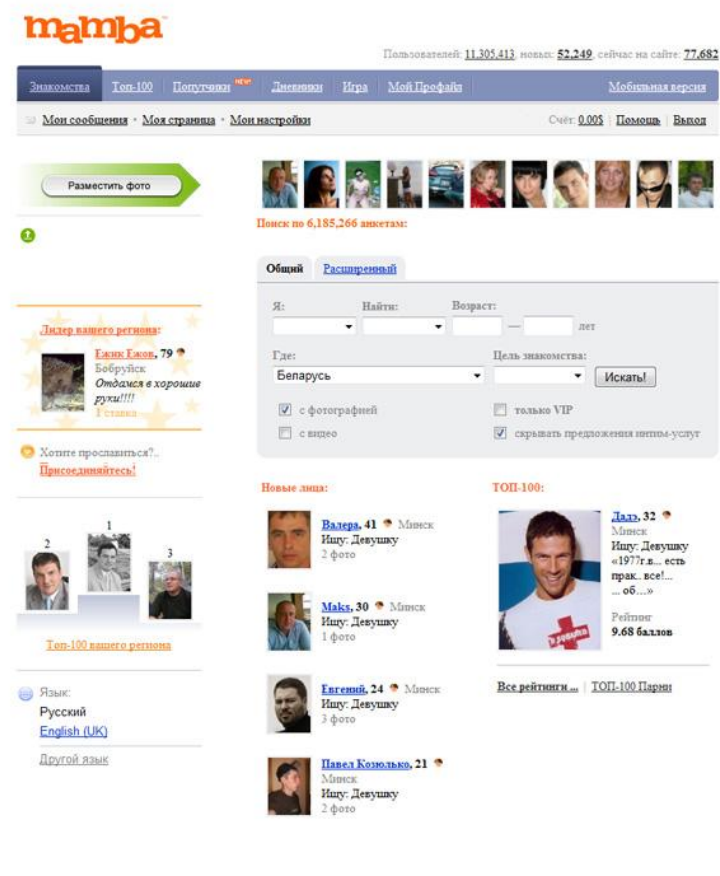 mamba
Пользователей: 11,305,413, новых: 52,249, сейчас на сайте: 77,682
Знакомства Топ-100 Попутчики NEW! Дневники Игра Мой Профайл Мобильная версия
Мои сообщения • Моя страница • Мои настройки Счёт: 0.00$ | Помощь | Выход
Разместить фото
Поиск по 6,185,266 анкетам:
Общий Расширенный
Я: Найти: Возраст:
— лет
Где: Цель знакомства:
Беларусь Искать!
с фотографией только VIP
с видео скрывать предложения интим-услуг
Лидер вашего региона:
Ежик Ежов, 79
Бобруйск
Отдамся в хорошие
руки!!!!
1 ставка
Хотите прославиться?..
Присоединяйтесь!
1
2
3
Топ-100 вашего региона
Язык:
Русский
English (UK)
Другой язык
Новые лица:
Валера, 41 Минск
Ищу: Девушку
2 фото
Maks, 30 Минск
Ищу: Девушку
1 фото
Евгений, 24 Минск
Ищу: Девушку
3 фото
Павел Козюлько, 21
Минск
Ищу: Девушку
2 фото
ТОП-100:
Дадэ, 32
Минск
Ищу: Девушку
«1977г.в... есть
прак.. все!...
... об...»
Рейтинг
9.68 баллов
Все рейтинги ... | ТОП-100 Парни